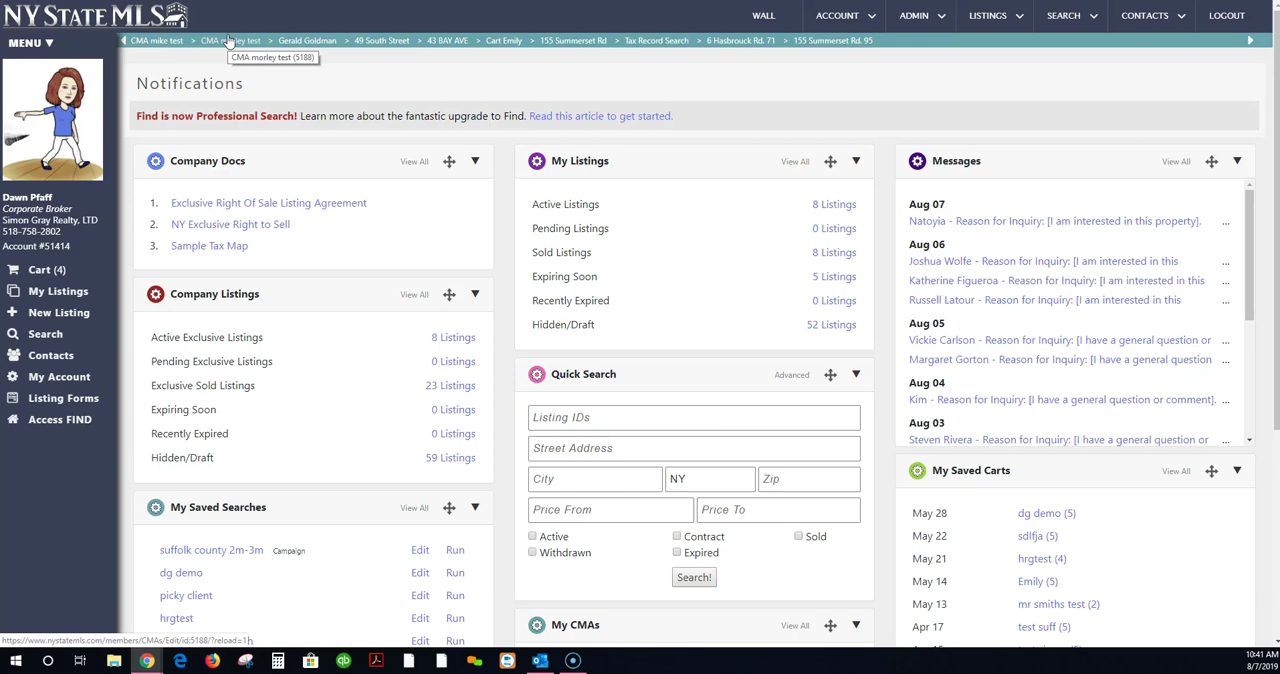 NY STATE MLS
WALL
ACCOUNT
ADMIN
LISTINGS
SEARCH
CONTACTS
LOGOUT
MENU ▼
CMA mike test > CMA morley test > Gerald Goldman > 49 South Street > 43 BAY AVE > Cart Emily > 155 Summerset Rd > Tax Record Search > 6 Hasbrouck Rd. 71 > 155 Summerset Rd. 95
CMA morley test (5188)
Dawn Pfaff
Corporate Broker
Simon Gray Realty, LTD
518-758-2802
Account #51414
Cart (4)
My Listings
New Listing
Search
Contacts
My Account
Listing Forms
Access FIND
Notifications
Find is now Professional Search! Learn more about the fantastic upgrade to Find. Read this article to get started.
Company Docs
View All
1. Exclusive Right Of Sale Listing Agreement
2. NY Exclusive Right to Sell
3. Sample Tax Map
Company Listings
View All
Active Exclusive Listings 8 Listings
Pending Exclusive Listings 0 Listings
Exclusive Sold Listings 23 Listings
Expiring Soon 0 Listings
Recently Expired 0 Listings
Hidden/Draft 59 Listings
My Saved Searches
View All
suffolk county 2m-3m Campaign Edit Run
dg demo Edit Run
picky client Edit Run
hrgtest Edit Run
Edit Run
My Listings
View All
Active Listings 8 Listings
Pending Listings 0 Listings
Sold Listings 8 Listings
Expiring Soon 5 Listings
Recently Expired 0 Listings
Hidden/Draft 52 Listings
Quick Search
Advanced
Listing IDs
Street Address
City NY Zip
Price From Price To
Active Contract Sold
Withdrawn Expired
Search!
My CMAs
View All
Messages
View All
Aug 07
Natoyia - Reason for Inquiry: [I am interested in this property]. ...
Aug 06
Joshua Wolfe - Reason for Inquiry: [I am interested in this ...
Katherine Figueroa - Reason for Inquiry: [I am interested in this ...
Russell Latour - Reason for Inquiry: [I am interested in this ...
Aug 05
Vickie Carlson - Reason for Inquiry: [I have a general question or ...
Margaret Gorton - Reason for Inquiry: [I have a general question ...
Aug 04
Kim - Reason for Inquiry: [I have a general question or comment]. ...
Aug 03
Steven Rivera - Reason for Inquiry: [I have a general question or ...
My Saved Carts
View All
May 28 dg demo (5)
May 22 sdlfja (5)
May 21 hrgtest (4)
May 14 Emily (5)
May 13 mr smiths test (2)
Apr 17 test suff (5)
https://www.nystatemls.com/members/CMAs/Edit/id:5188/?reload=1
10:41 AM
8/7/2019